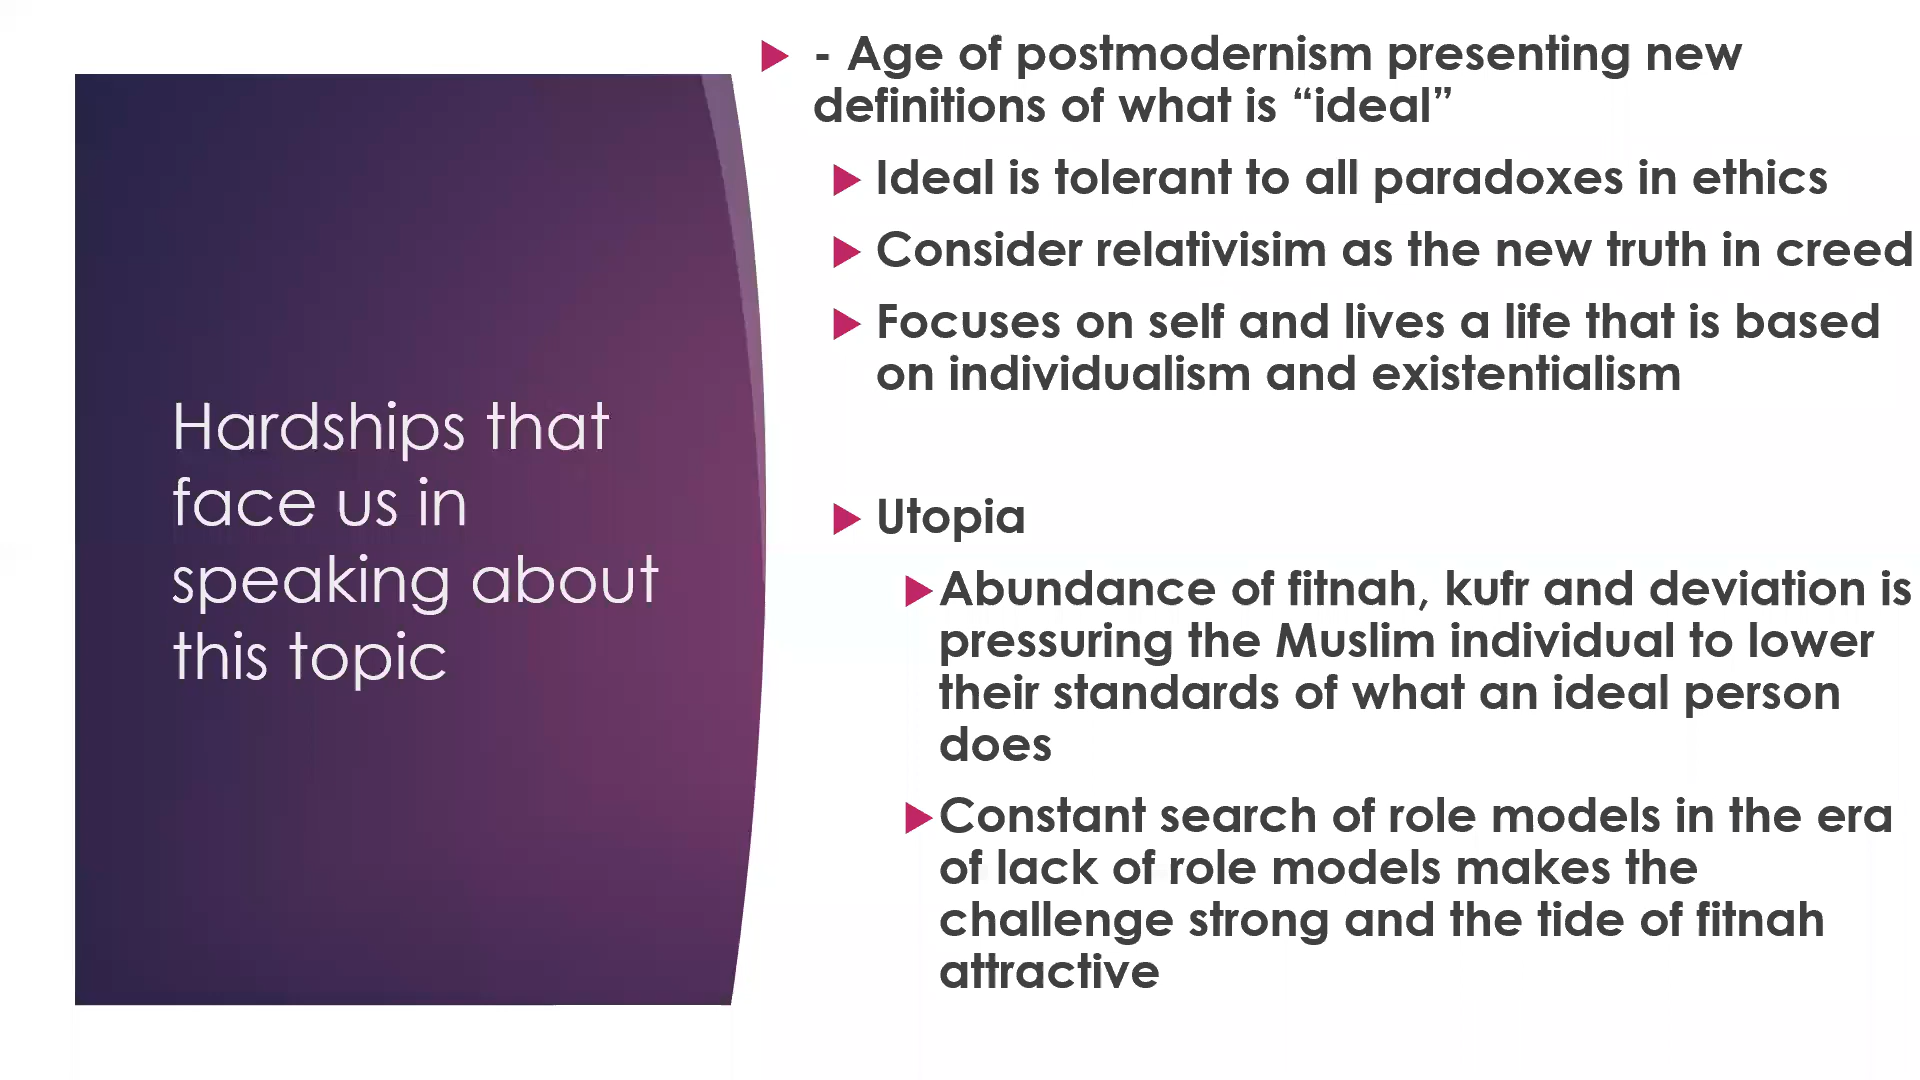 Hardships that
face us in
speaking about
this topic
- Age of postmodernism presenting new
definitions of what is “ideal”
Ideal is tolerant to all paradoxes in ethics
Consider relativisim as the new truth in creed
Focuses on self and lives a life that is based
on individualism and existentialism
Utopia
Abundance of fitnah, kufr and deviation is
pressuring the Muslim individual to lower
their standards of what an ideal person
does
Constant search of role models in the era
of lack of role models makes the
challenge strong and the tide of fitnah
attractive